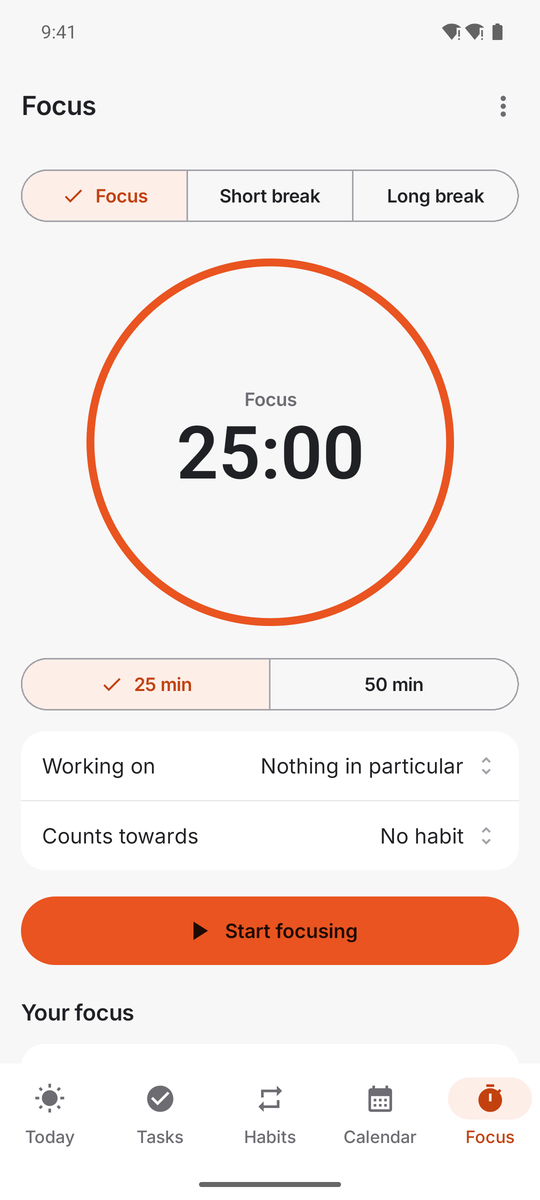 9:41
Focus
Focus
Short break
Long break
Focus
25:00
25 min
50 min
Working on
Nothing in particular
Counts towards
No habit
Start focusing
Your focus
Today
Tasks
Habits
Calendar
Focus